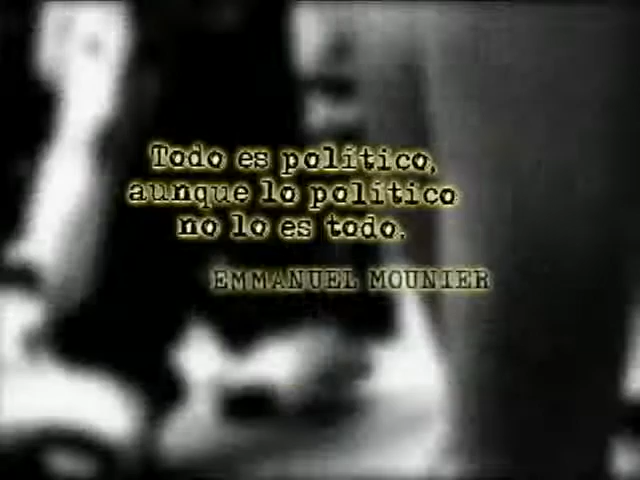 Todo es político,
aunque lo político
no lo es todo.
EMMANUEL MOUNIER